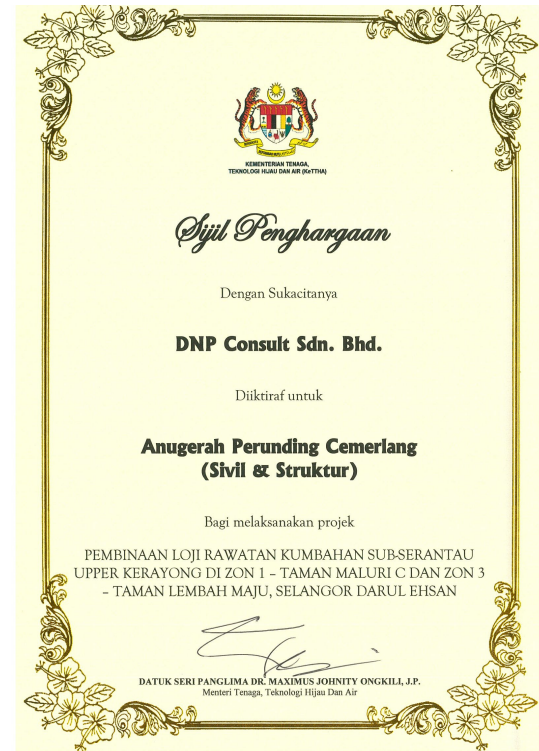 KEMENTERIAN TENAGA,
TEKNOLOGI HIJAU DAN AIR (KeTTHA)
Sijil Penghargaan
Dengan Sukacitanya
DNP Consult Sdn. Bhd.
Diiktiraf untuk
Anugerah Perunding Cemerlang
(Sivil & Struktur)
Bagi melaksanakan projek
PEMBINAAN LOJI RAWATAN KUMBAHAN SUB-SERANTAU
UPPER KERAYONG DI ZON 1 – TAMAN MALURI C DAN ZON 3
– TAMAN LEMBAH MAJU, SELANGOR DARUL EHSAN
DATUK SERI PANGLIMA DR. MAXIMUS JOHNITY ONGKILI, J.P.
Menteri Tenaga, Teknologi Hijau Dan Air